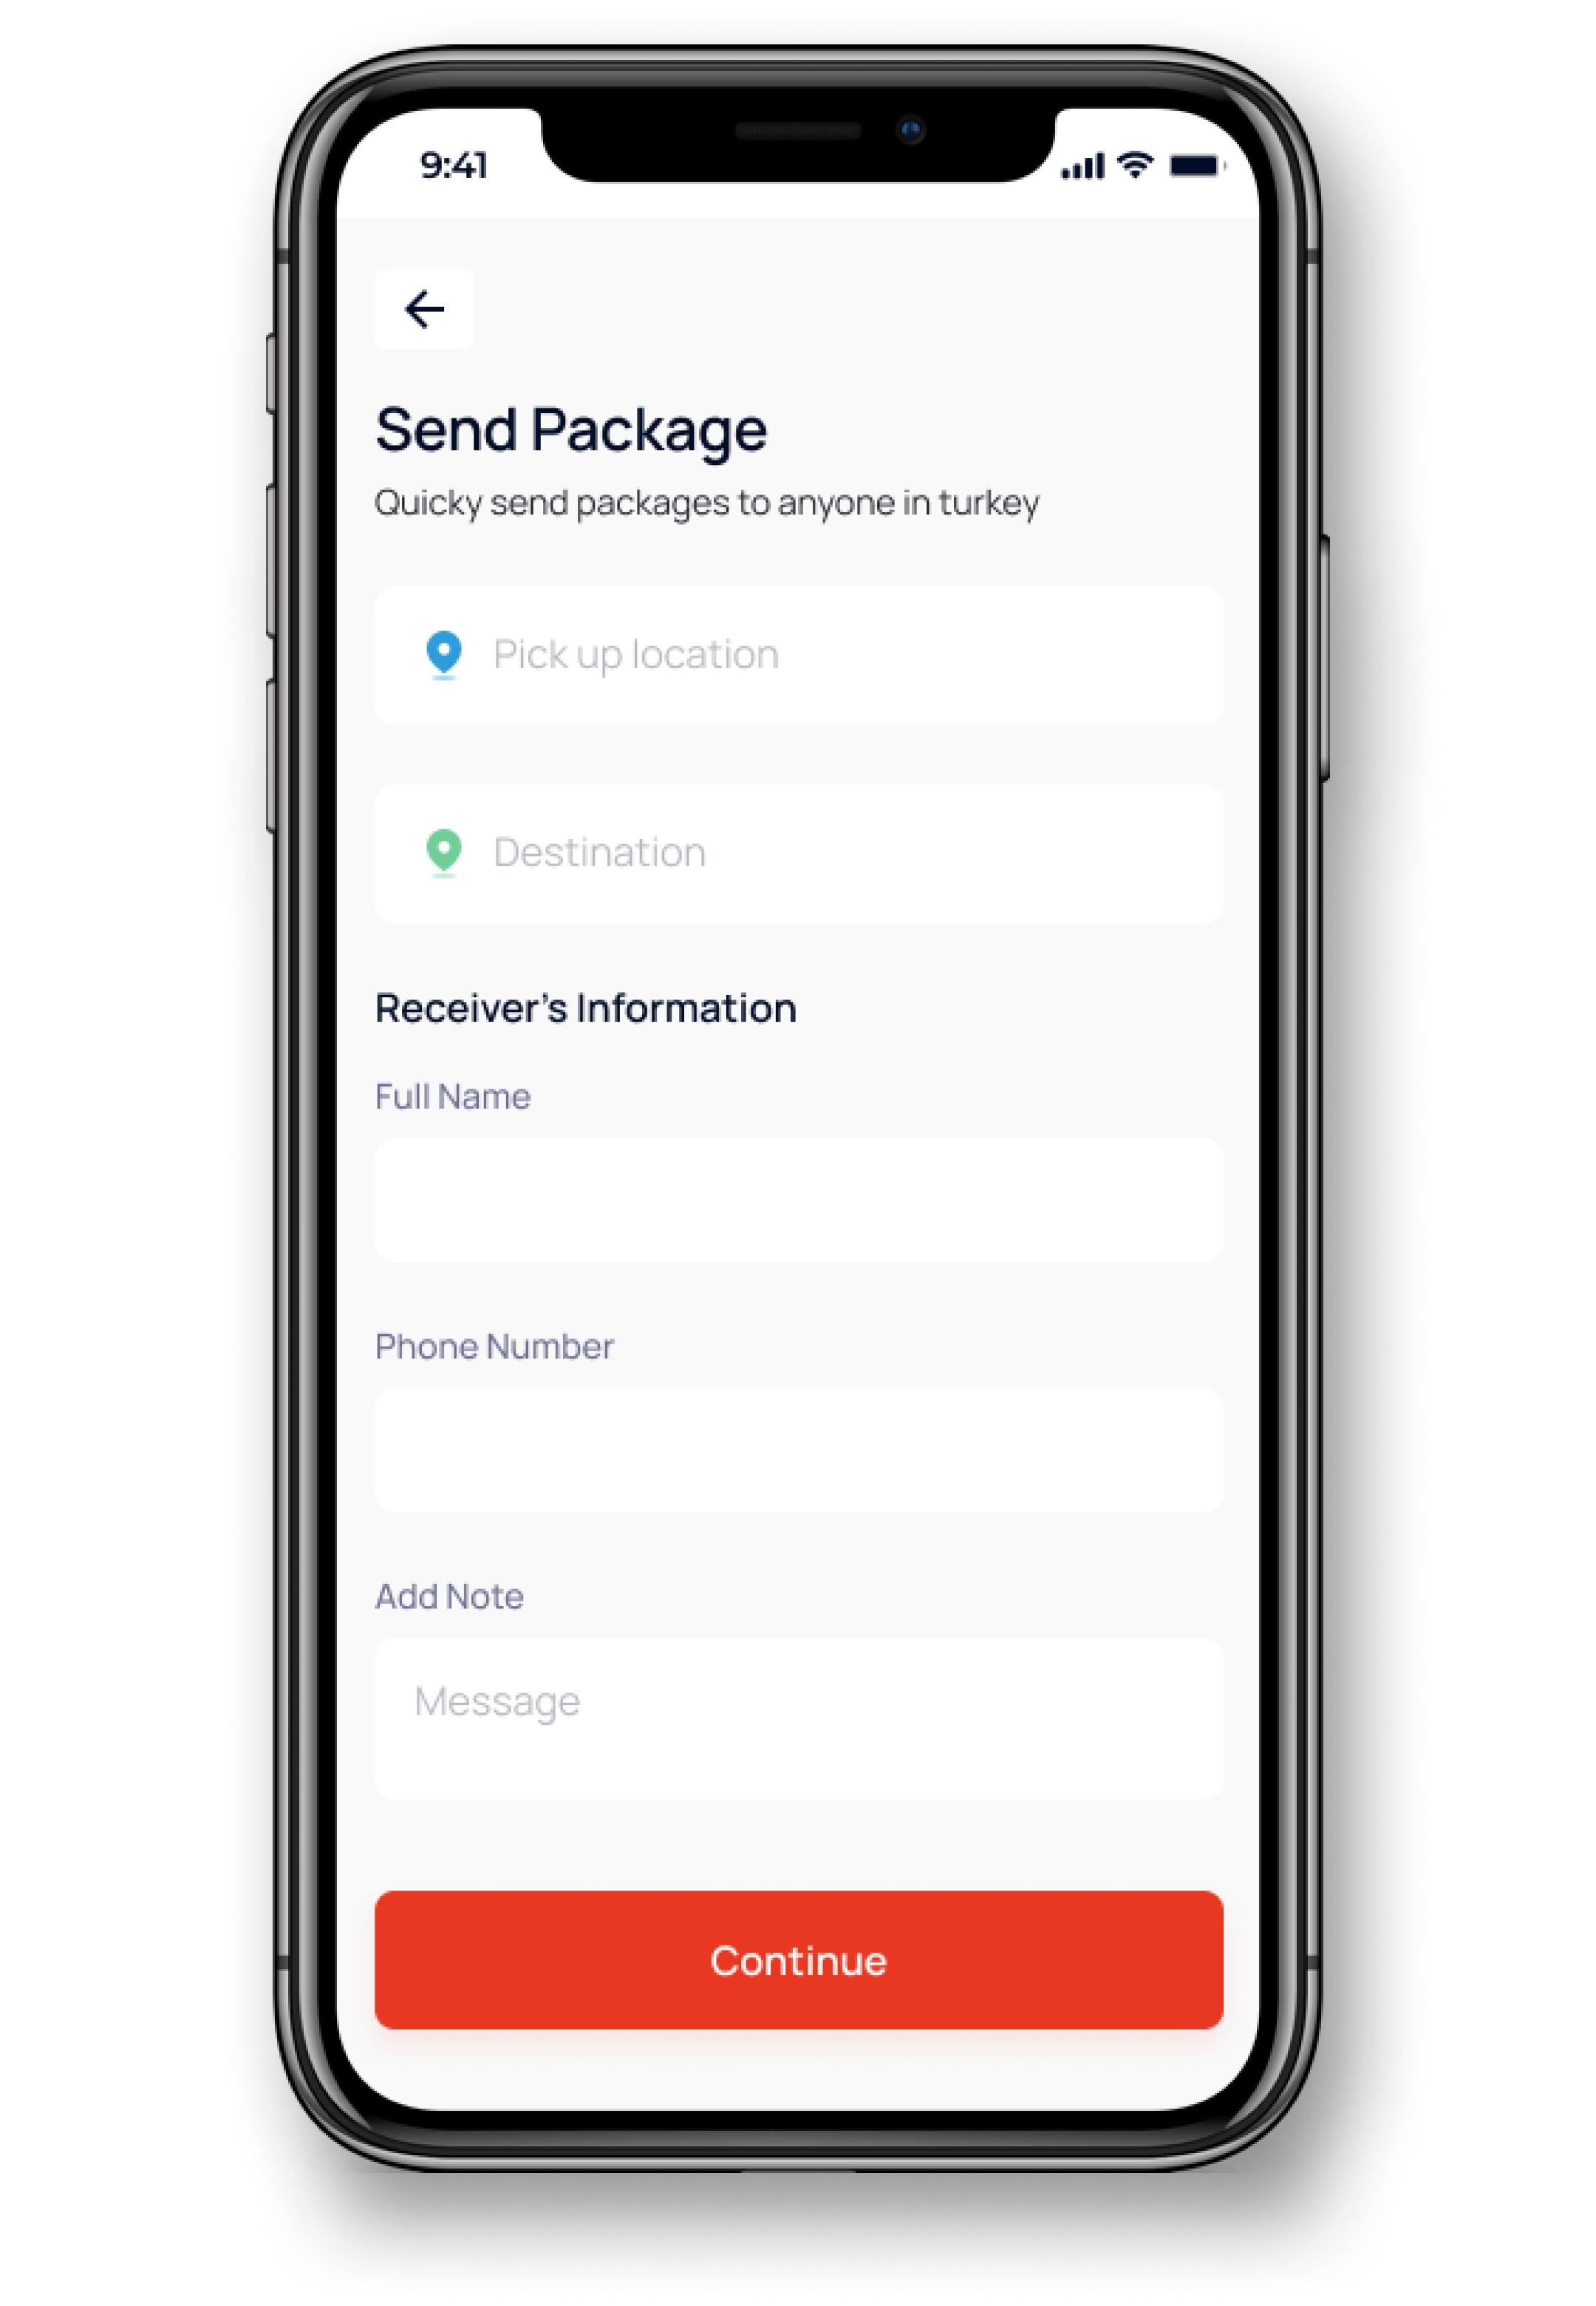 9:41
Send Package
Quicky send packages to anyone in turkey
Pick up location
Destination
Receiver's Information
Full Name
Phone Number
Add Note
Message
Continue